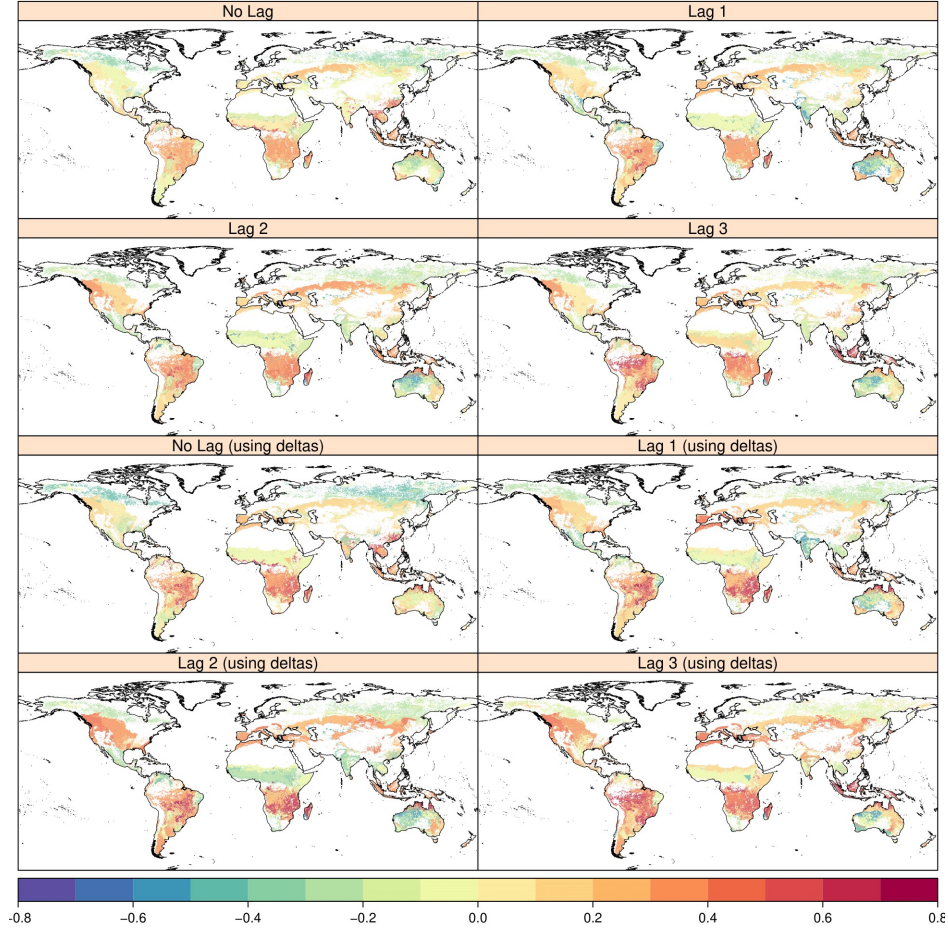 No Lag
Lag 1
Lag 2
Lag 3
No Lag (using deltas)
Lag 1 (using deltas)
Lag 2 (using deltas)
Lag 3 (using deltas)
−0.8 −0.6 −0.4 −0.2 0.0 0.2 0.4 0.6 0.8